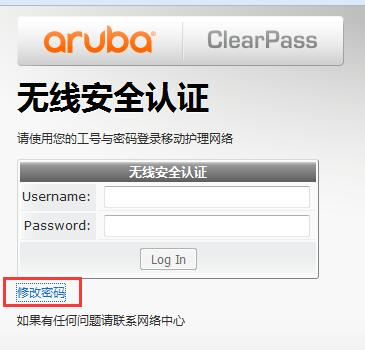 aruba ClearPass
无线安全认证
请使用您的工号与密码登录移动护理网络
无线安全认证
Username:
Password:
Log In
修改密码
如果有任何问题请联系网络中心